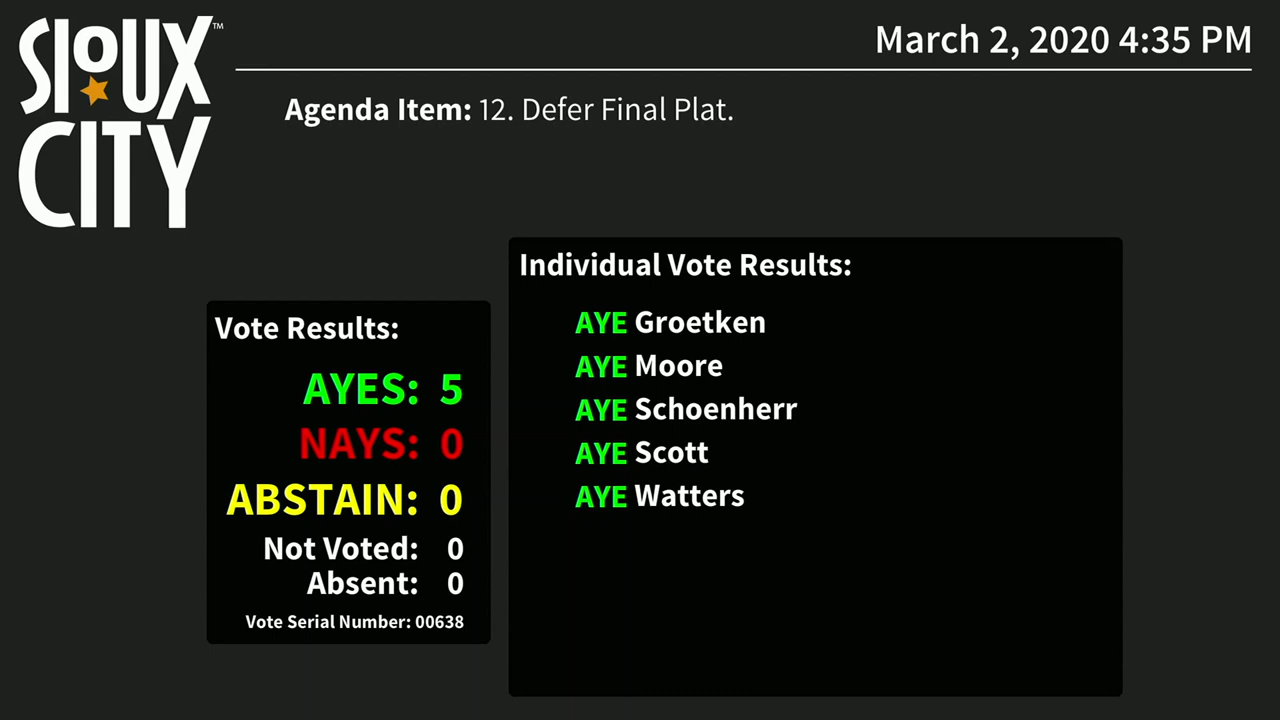 SIOUX
CITY
™
March 2, 2020 4:35 PM
Agenda Item: 12. Defer Final Plat.
Vote Results:
AYES: 5
NAYS: 0
ABSTAIN: 0
Not Voted: 0
Absent: 0
Vote Serial Number: 00638
Individual Vote Results:
AYE Groetken
AYE Moore
AYE Schoenherr
AYE Scott
AYE Watters